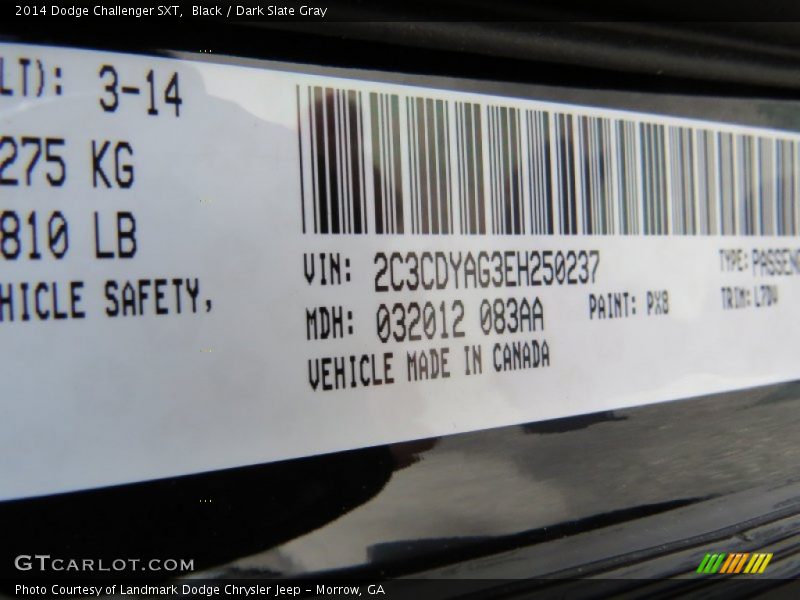 2014 Dodge Challenger SXT, Black / Dark Slate Gray
LT): 3-14
275 KG
810 LB
HICLE SAFETY,
VIN: 2C3CDYAG3EH250237 TYPE: PASSENG
MDH: 032012 083AA PAINT: PX8 TRIM: L7DV
VEHICLE MADE IN CANADA
GTCARLOT.COM
Photo Courtesy of Landmark Dodge Chrysler Jeep - Morrow, GA